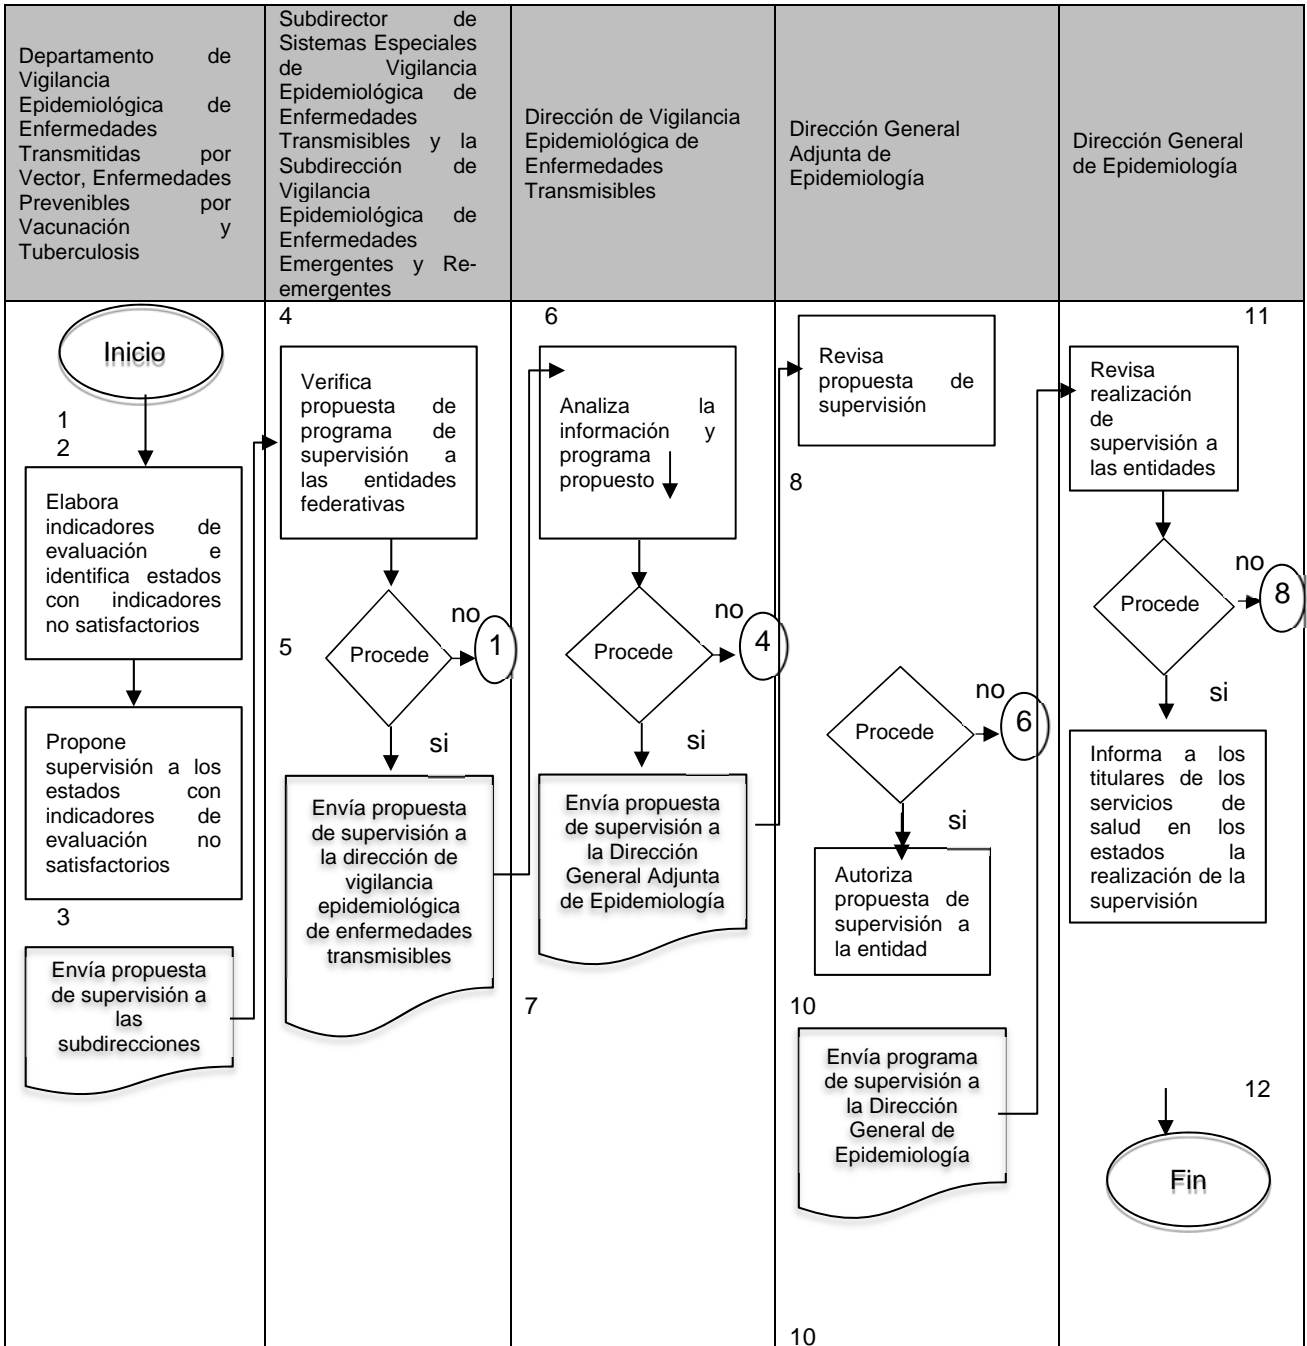 Departamento de
Vigilancia
Epidemiológica de
Enfermedades
Transmitidas por
Vector, Enfermedades
Prevenibles por
Vacunación y
Tuberculosis
Subdirector de
Sistemas Especiales
de Vigilancia
Epidemiológica de
Enfermedades
Transmisibles y la
Subdirección de
Vigilancia
Epidemiológica de
Enfermedades
Emergentes y Re-
emergentes
Dirección de Vigilancia
Epidemiológica de
Enfermedades
Transmisibles
Dirección General
Adjunta de
Epidemiología
Dirección General
de Epidemiología
Inicio
1
2
Elabora
indicadores de
evaluación e
identifica estados
con indicadores
no satisfactorios
Propone
supervisión a los
estados con
indicadores de
evaluación no
satisfactorios
3
Envía propuesta
de supervisión a
las
subdirecciones
4
Verifica
propuesta de
programa de
supervisión a
las entidades
federativas
5
Procede
no
1
si
Envía propuesta
de supervisión a
la dirección de
vigilancia
epidemiológica
de enfermedades
transmisibles
6
Analiza la
información y
programa
propuesto
Procede
no
4
si
Envía propuesta
de supervisión a
la Dirección
General Adjunta
de Epidemiología
7
Revisa
propuesta de
supervisión
8
Procede
no
6
si
Autoriza
propuesta de
supervisión a
la entidad
10
Envía programa
de supervisión a
la Dirección
General de
Epidemiología
10
11
Revisa
realización
de
supervisión a
las entidades
Procede
no
8
si
Informa a los
titulares de los
servicios de
salud en los
estados la
realización de la
supervisión
12
Fin